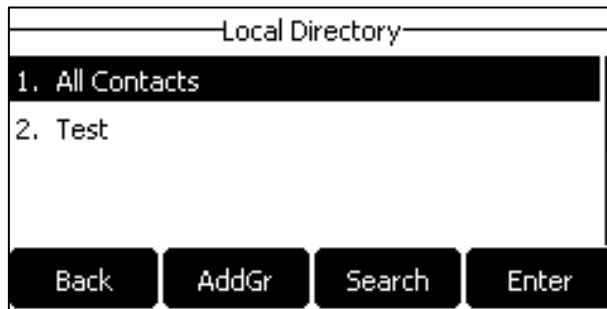 Local Directory
1. All Contacts
2. Test
Back AddGr Search Enter